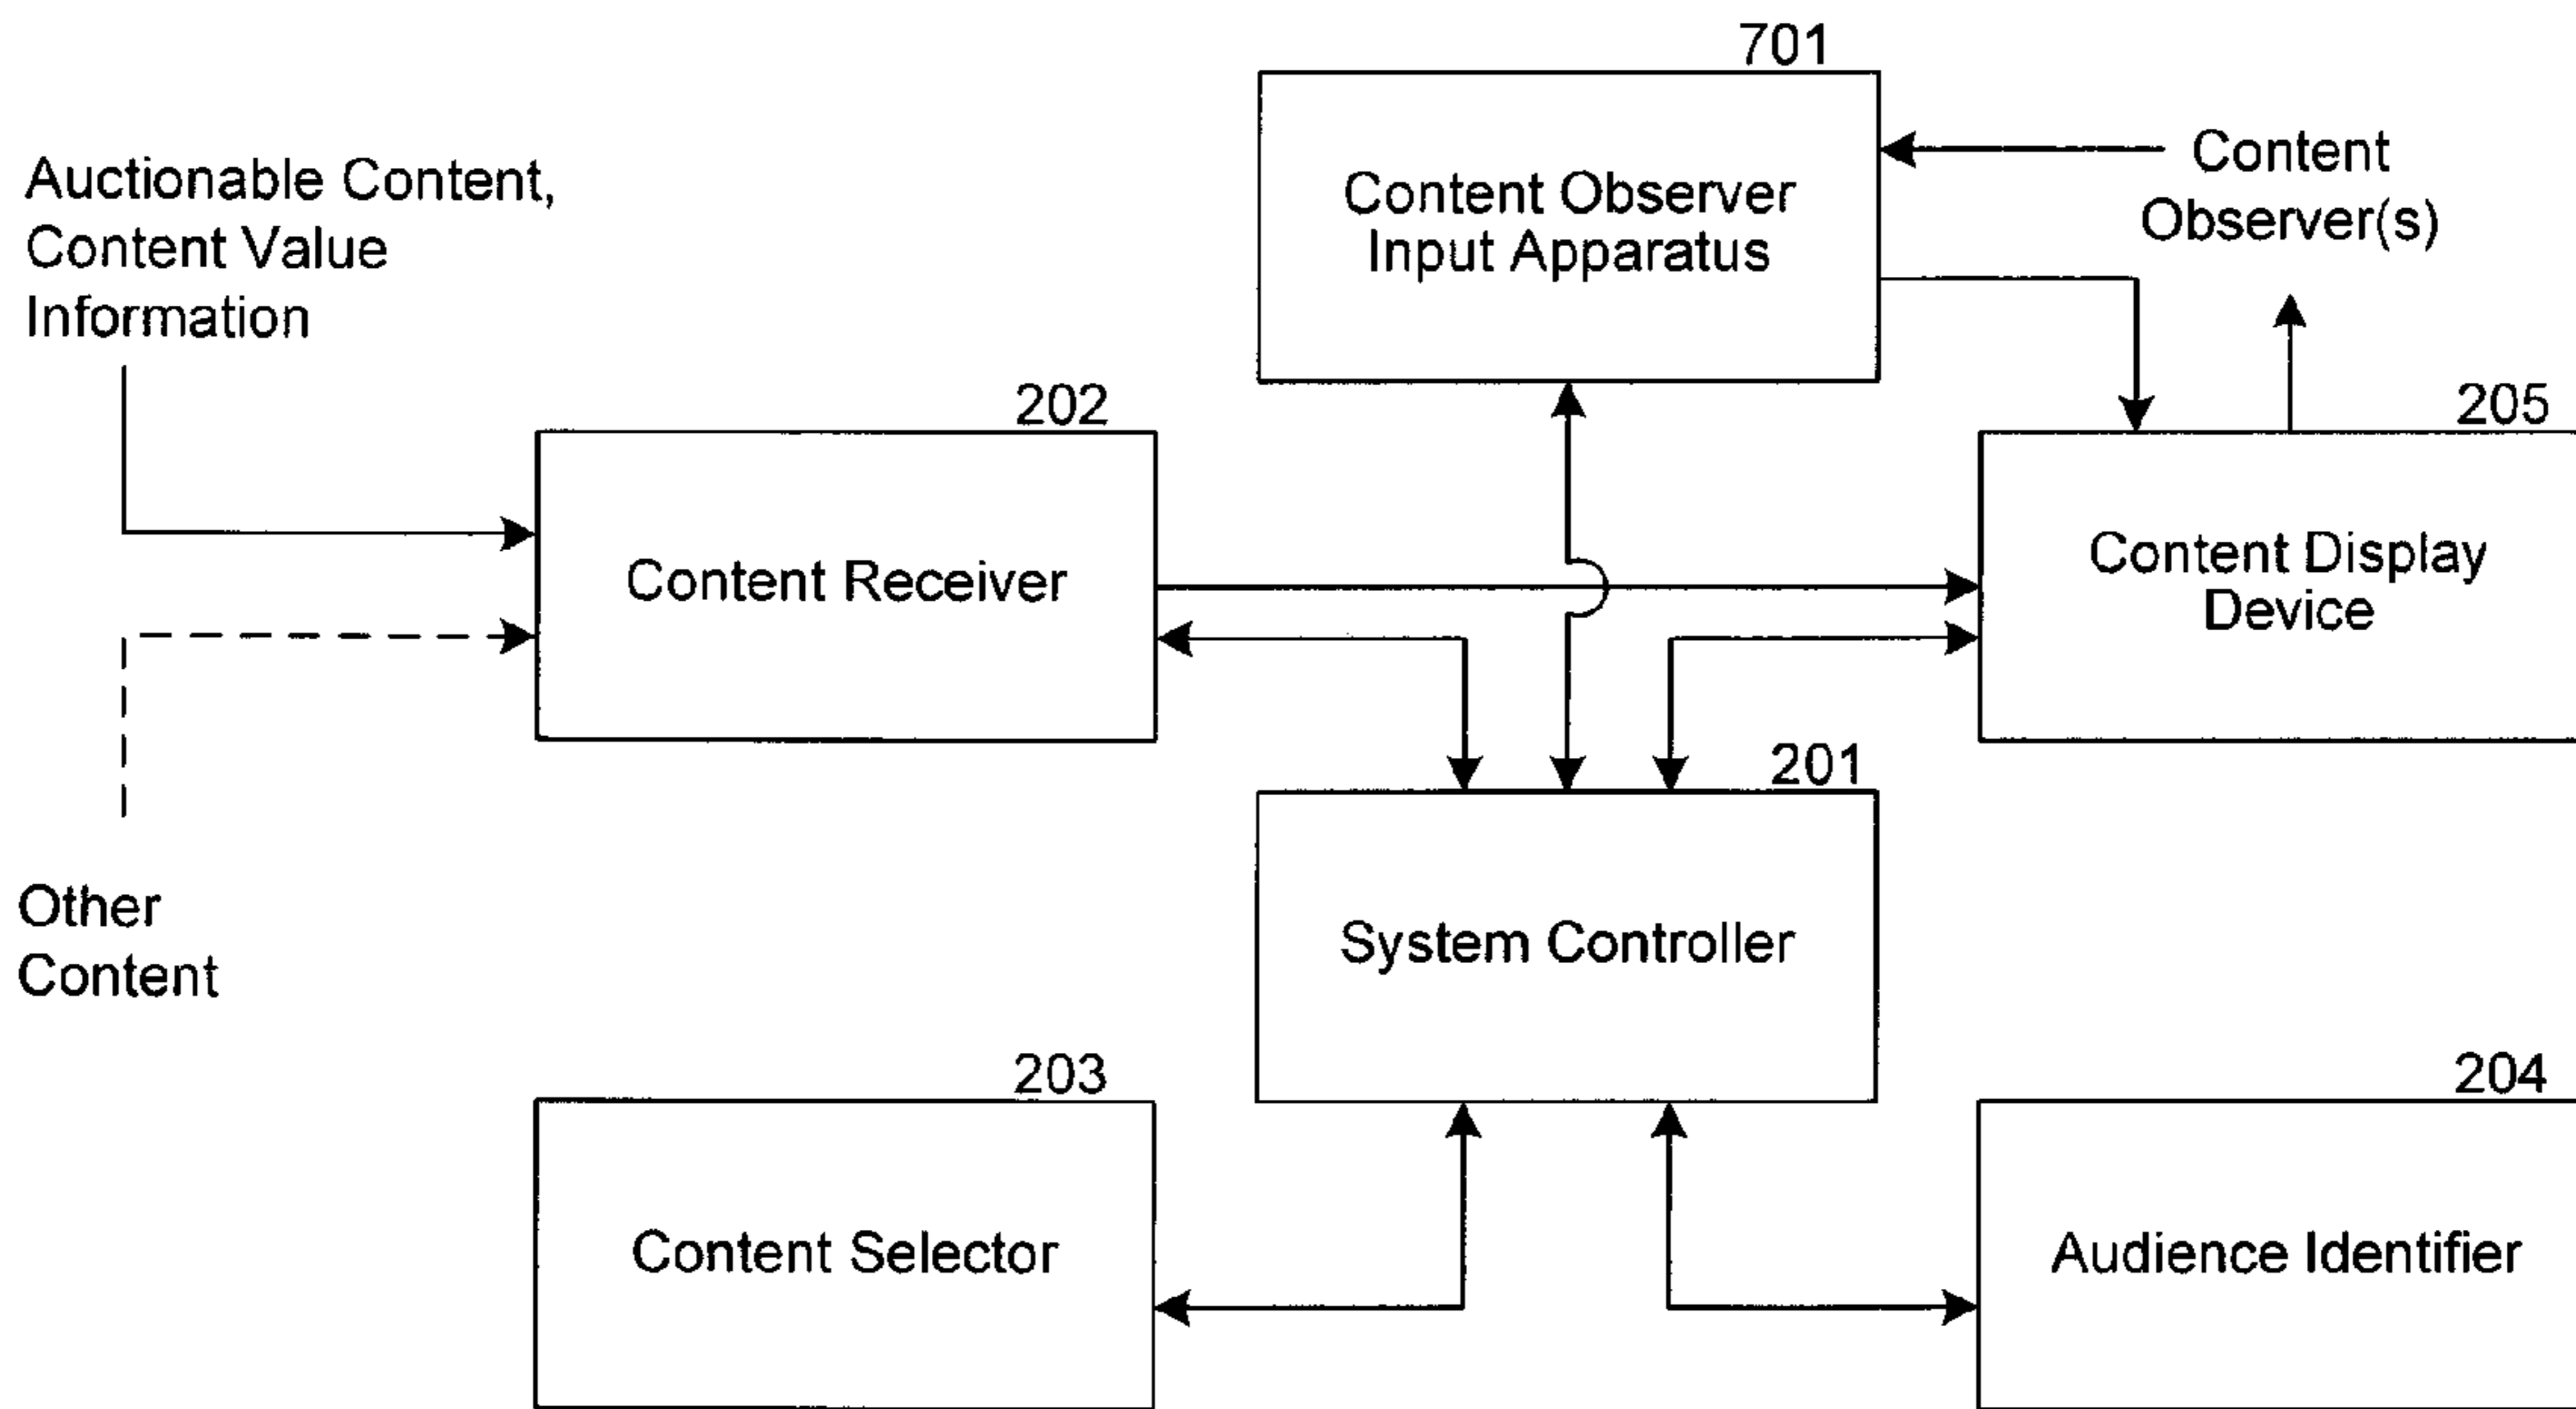 701
Auctionable Content,
Content Value
Information
Content Observer
Input Apparatus
Content
Observer(s)
202
205
Content Receiver
Content Display
Device
201
Other
Content
System Controller
203
204
Content Selector
Audience Identifier